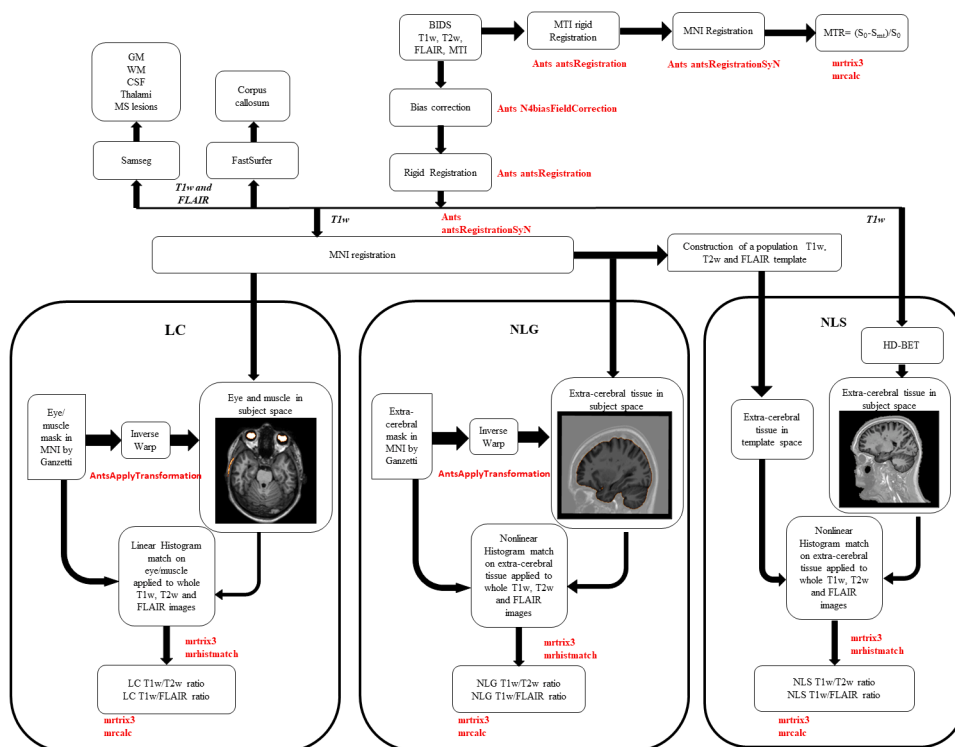 BIDS
T1w, T2w,
FLAIR, MTI
MTI rigid
Registration
MNI Registration
MTR= (S0-Smt)/S0
Ants antsRegistration
Ants antsRegistrationSyN
mrtrix3
mrcalc
GM
WM
CSF
Thalami
MS lesions
Corpus
callosum
Bias correction
Ants N4biasFieldCorrection
Samseg
FastSurfer
Rigid Registration
Ants antsRegistration
T1w and
FLAIR
T1w
Ants
antsRegistrationSyN
T1w
MNI registration
Construction of a population T1w,
T2w and FLAIR template
LC
Eye/
muscle
mask in
MNI by
Ganzetti
Inverse
Warp
Eye and muscle in
subject space
AntsApplyTransformation
Linear Histogram
match on
eye/muscle
applied to whole
T1w, T2w and
FLAIR images
mrtrix3
mrhistmatch
LC T1w/T2w ratio
LC T1w/FLAIR ratio
mrtrix3
mrcalc
NLG
Extra-
cerebral
mask in
MNI by
Ganzetti
Inverse
Warp
Extra-cerebral tissue in
subject space
AntsApplyTransformation
Nonlinear
Histogram match
on extra-cerebral
tissue applied to
whole T1w, T2w
and FLAIR
images
mrtrix3
mrhistmatch
NLG T1w/T2w ratio
NLG T1w/FLAIR ratio
mrtrix3
mrcalc
NLS
HD-BET
Extra-cerebral
tissue in
template space
Extra-cerebral tissue in
subject space
Nonlinear
Histogram match
on extra-cerebral
tissue applied to
whole T1w, T2w
and FLAIR
images
mrtrix3
mrhistmatch
NLS T1w/T2w ratio
NLS T1w/FLAIR ratio
mrtrix3
mrcalc